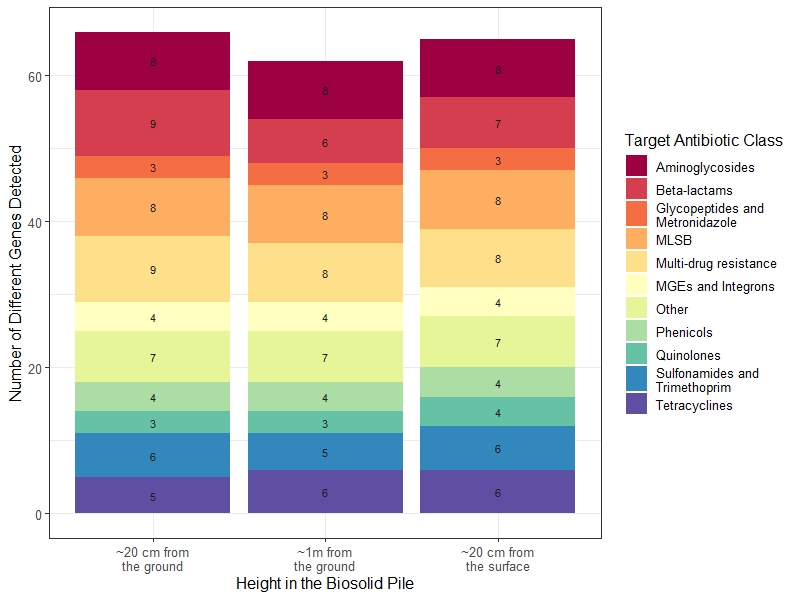 Number of Different Genes Detected
60
40
20
0
8
9
3
8
9
4
7
4
3
6
5
8
6
3
8
8
4
7
4
3
5
6
8
7
3
8
8
4
7
4
4
6
6
~20 cm from
the ground
~1m from
the ground
~20 cm from
the surface
Height in the Biosolid Pile
Target Antibiotic Class
Aminoglycosides
Beta-lactams
Glycopeptides and
Metronidazole
MLSB
Multi-drug resistance
MGEs and Integrons
Other
Phenicols
Quinolones
Sulfonamides and
Trimethoprim
Tetracyclines